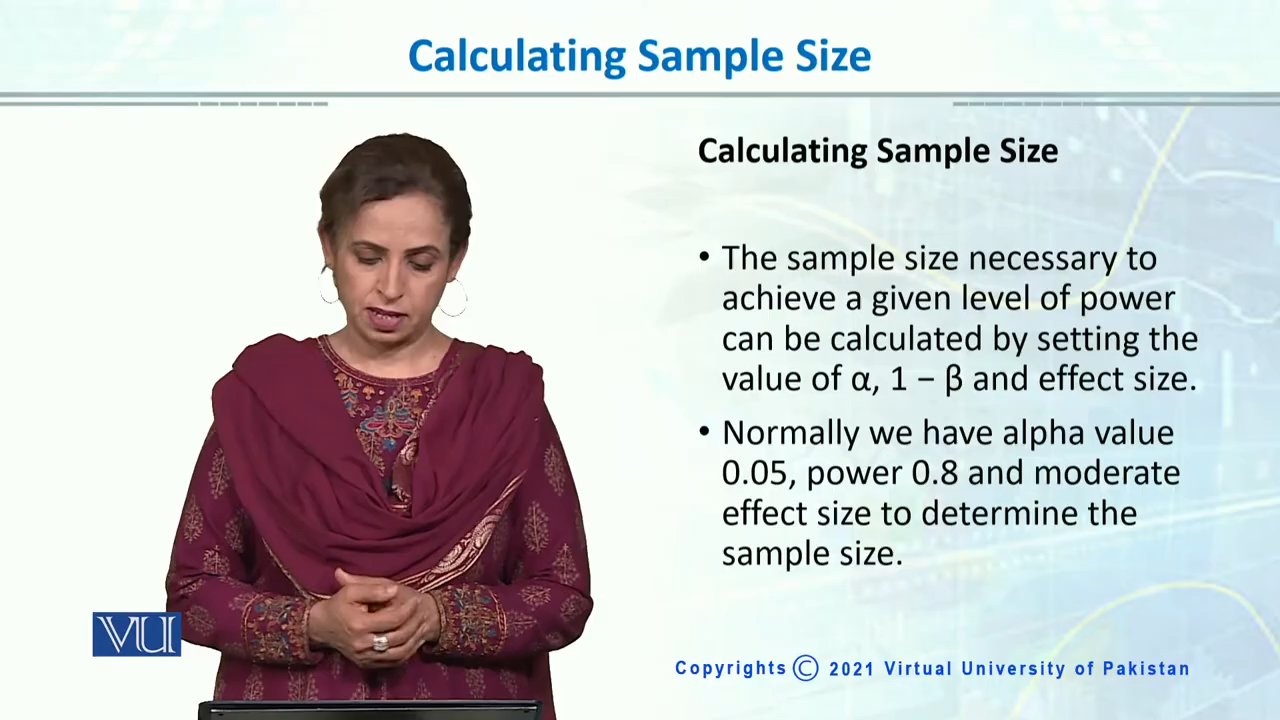 Calculating Sample Size
Calculating Sample Size
• The sample size necessary to
achieve a given level of power
can be calculated by setting the
value of α, 1 − β and effect size.
• Normally we have alpha value
0.05, power 0.8 and moderate
effect size to determine the
sample size.
VU
Copyrights © 2021 Virtual University of Pakistan